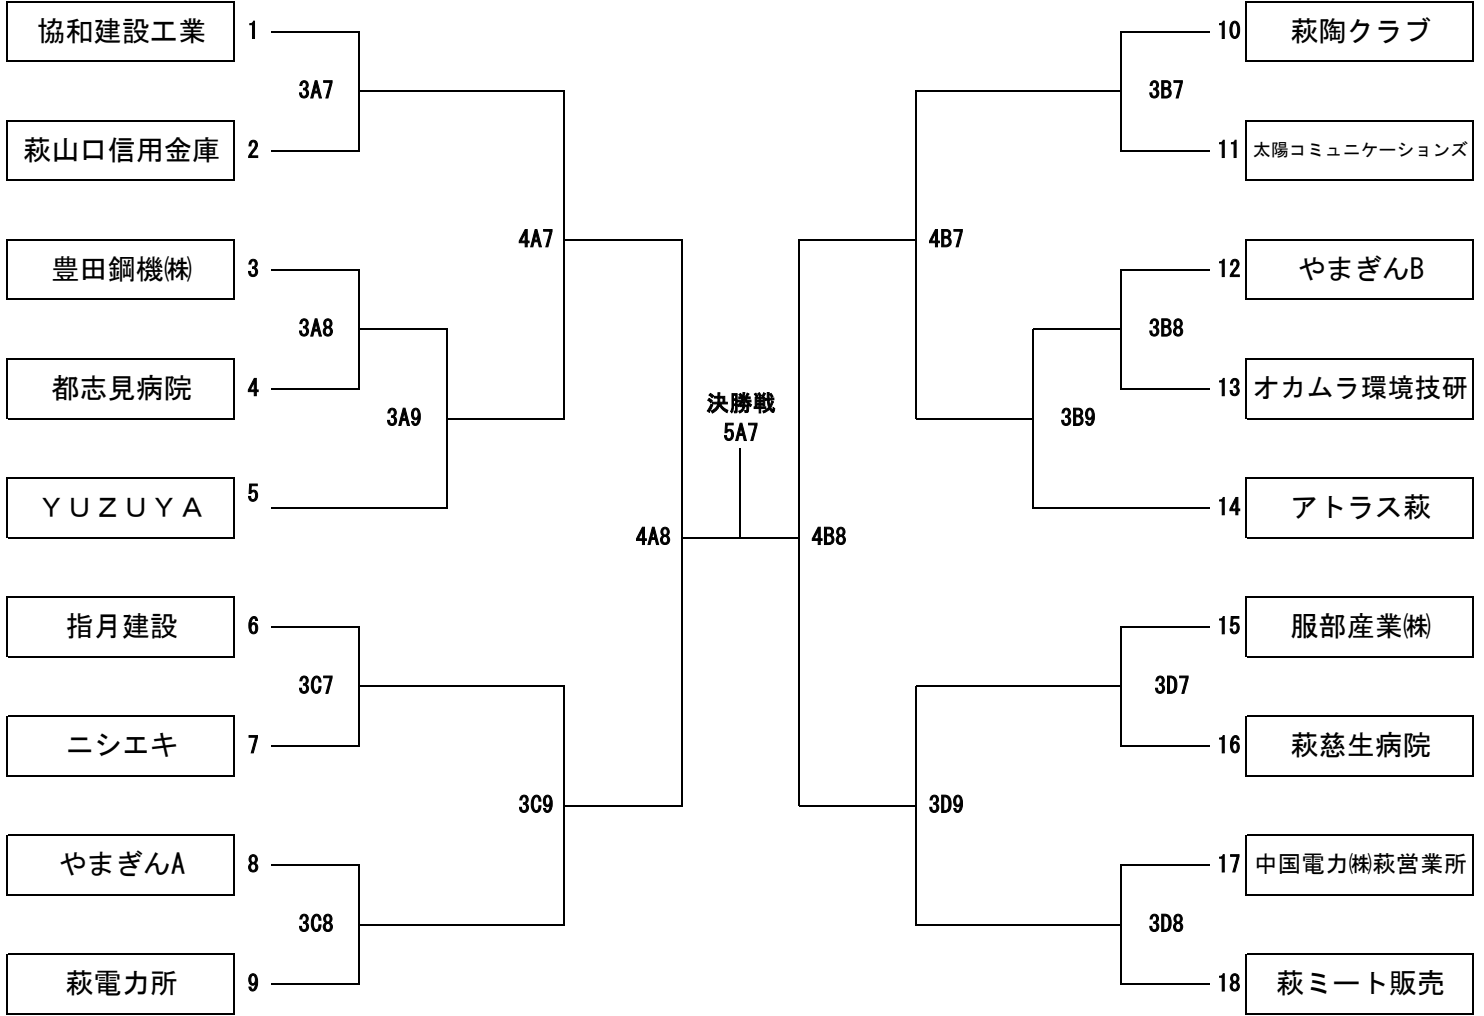 協和建設工業 1
3A7
萩山口信用金庫 2
4A7
豊田鋼機㈱ 3
3A8
都志見病院 4
3A9
ＹＵＺＵＹＡ 5
4A8
指月建設 6
3C7
ニシエキ 7
3C9
やまぎんA 8
3C8
萩電力所 9
決勝戦
5A7
10 萩陶クラブ
3B7
11 太陽コミュニケーションズ
4B7
12 やまぎんB
3B8
13 オカムラ環境技研
3B9
14 アトラス萩
4B8
15 服部産業㈱
3D7
16 萩慈生病院
3D9
17 中国電力㈱萩営業所
3D8
18 萩ミート販売